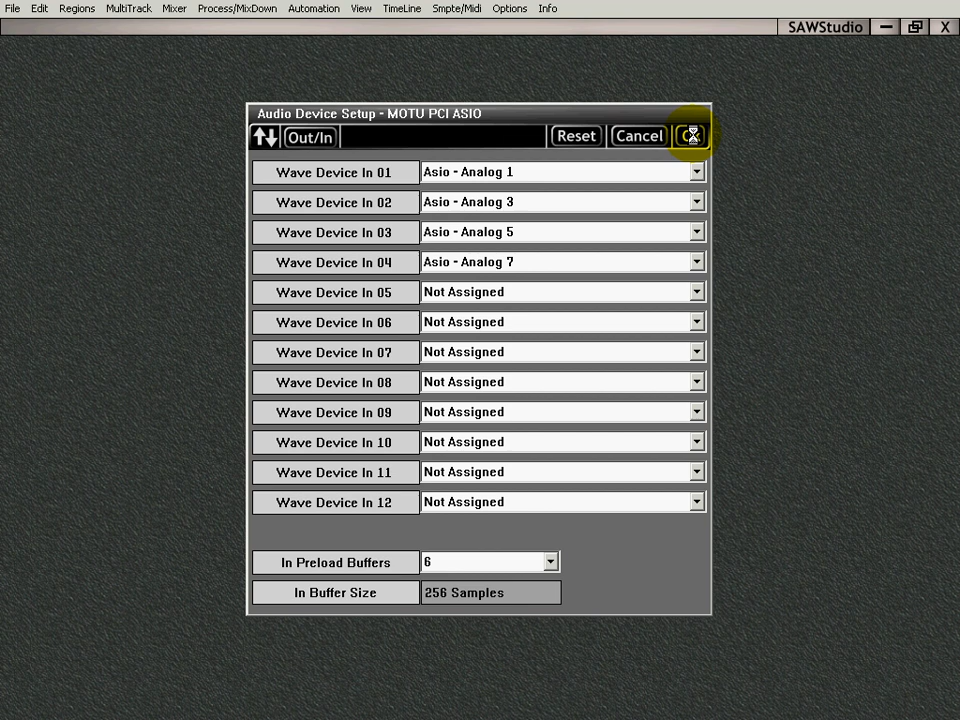 File Edit Regions MultiTrack Mixer Process/MixDown Automation View TimeLine Smpte/Midi Options Info
SAWStudio X
Audio Device Setup - MOTU PCI ASIO
Out/In Reset Cancel
Wave Device In 01 Asio - Analog 1
Wave Device In 02 Asio - Analog 3
Wave Device In 03 Asio - Analog 5
Wave Device In 04 Asio - Analog 7
Wave Device In 05 Not Assigned
Wave Device In 06 Not Assigned
Wave Device In 07 Not Assigned
Wave Device In 08 Not Assigned
Wave Device In 09 Not Assigned
Wave Device In 10 Not Assigned
Wave Device In 11 Not Assigned
Wave Device In 12 Not Assigned
In Preload Buffers 6
In Buffer Size 256 Samples